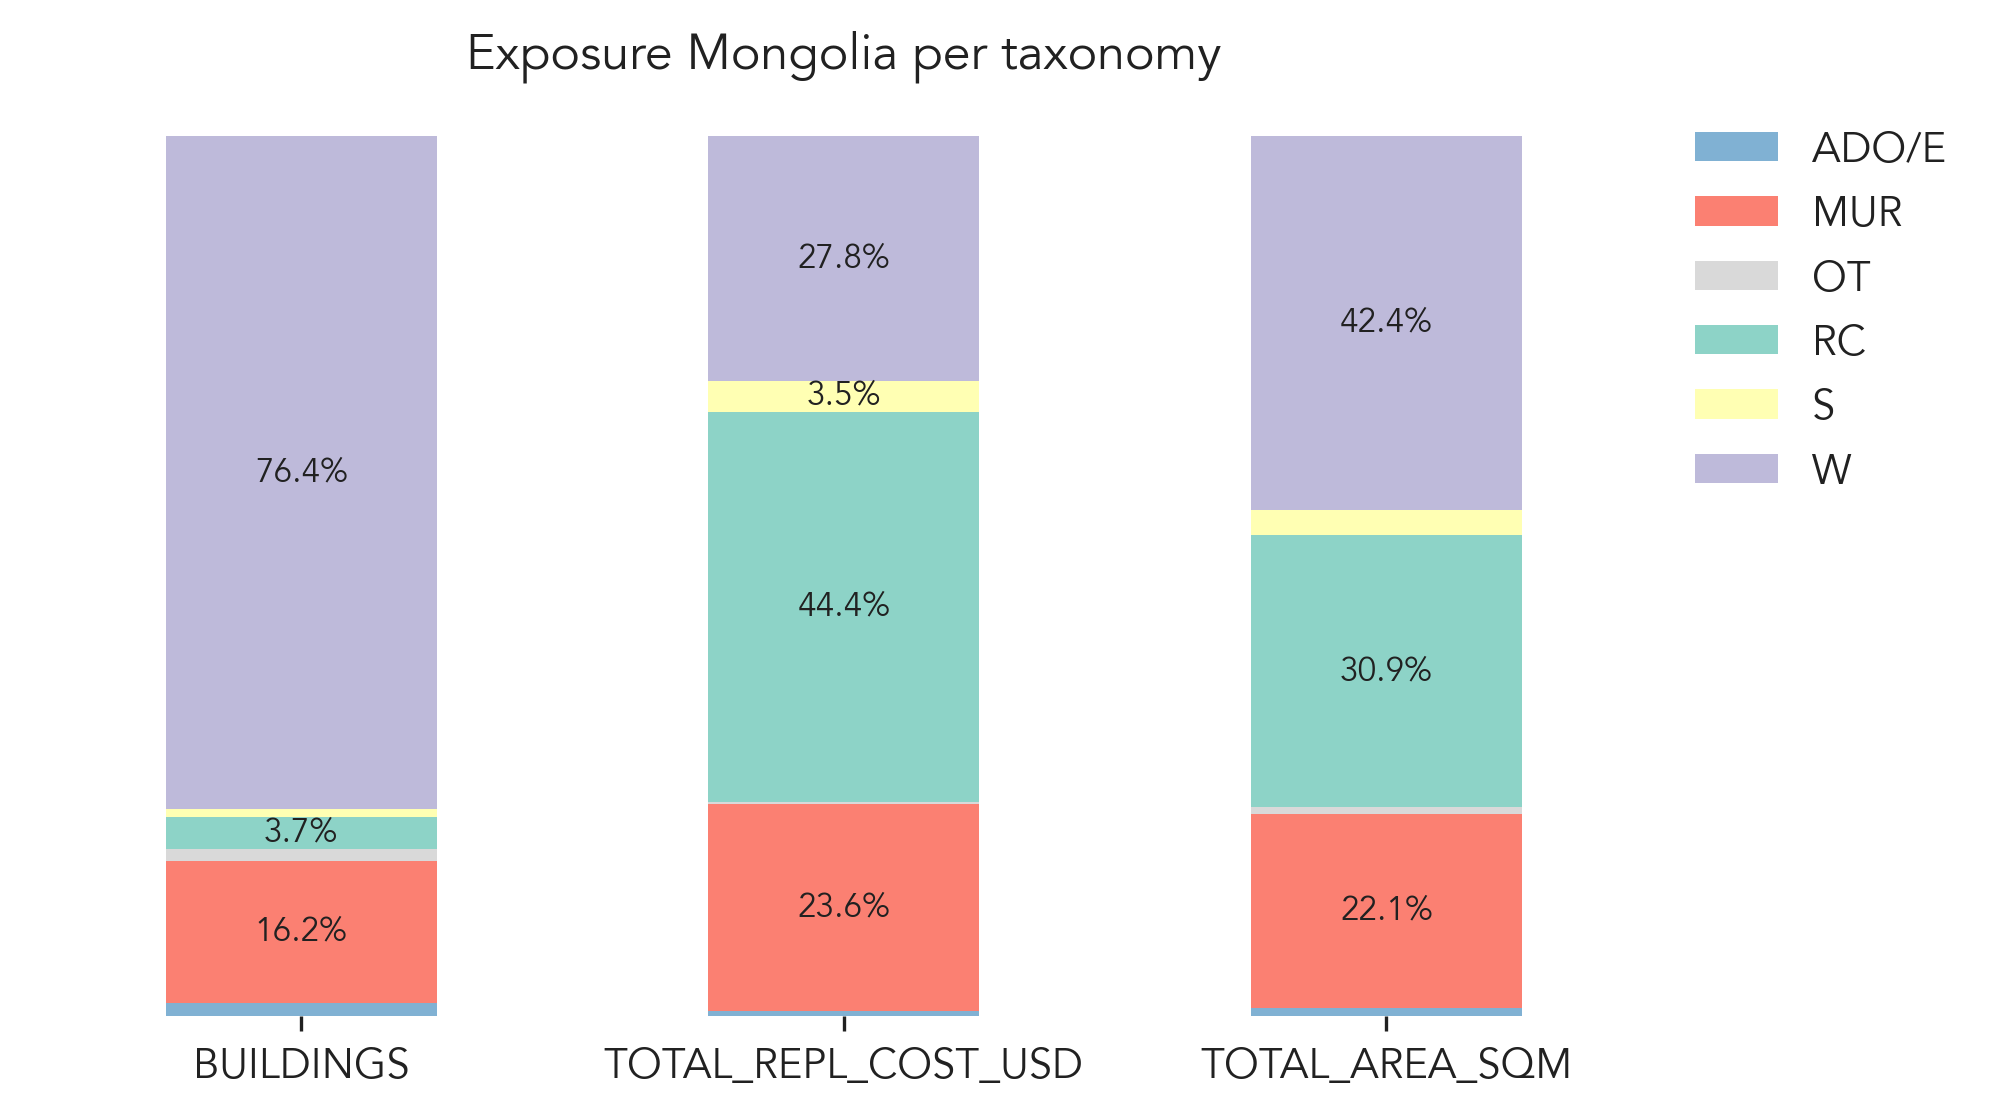 Exposure Mongolia per taxonomy
ADO/E
MUR
OT
RC
S
W
76.4%
3.7%
16.2%
27.8%
3.5%
44.4%
23.6%
42.4%
30.9%
22.1%
BUILDINGS
TOTAL_REPL_COST_USD
TOTAL_AREA_SQM